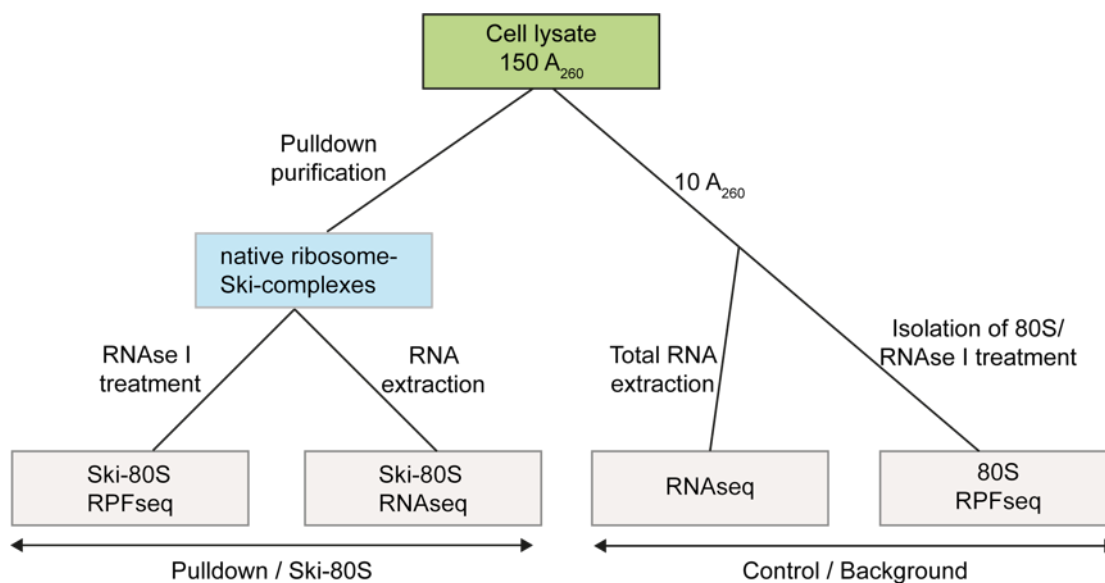 Cell lysate
150 A260
Pulldown
purification
10 A260
native ribosome-
Ski-complexes
RNAse I
treatment
RNA
extraction
Total RNA
extraction
Isolation of 80S/
RNAse I treatment
Ski-80S
RPFseq
Ski-80S
RNAseq
RNAseq
80S
RPFseq
Pulldown / Ski-80S
Control / Background